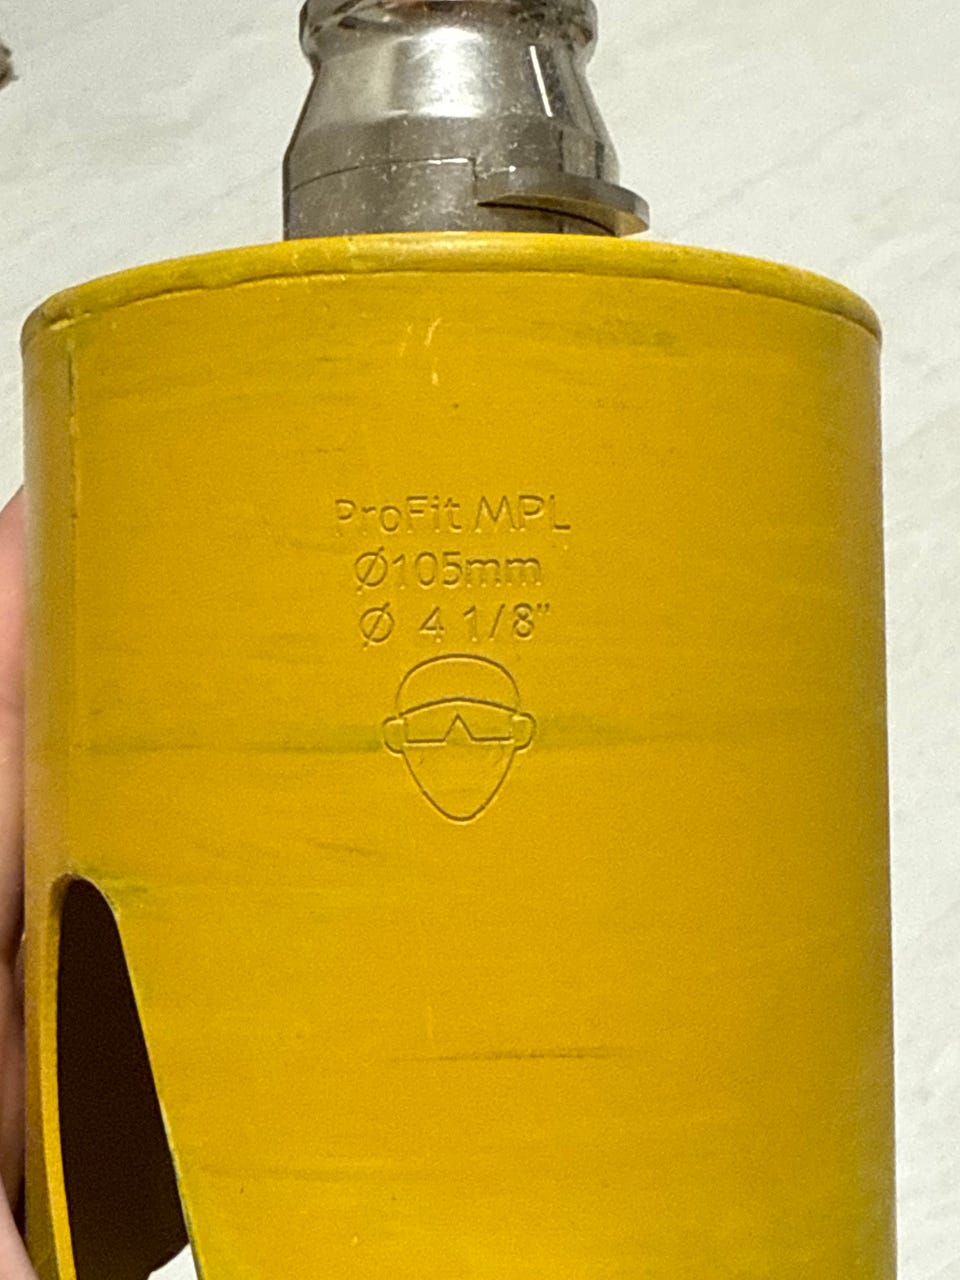 ProFit MPL
Ø105mm
Ø 4 1/8"